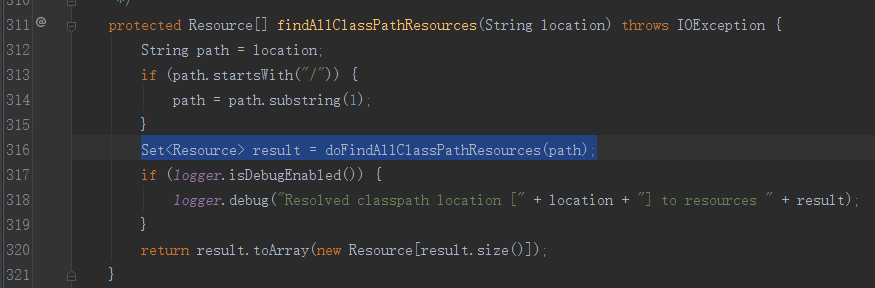 310 */
311 @ protected Resource[] findAllClassPathResources(String location) throws IOException {
312 String path = location;
313 if (path.startsWith("/")) {
314 path = path.substring(1);
315 }
316 Set<Resource> result = doFindAllClassPathResources(path);
317 if (logger.isDebugEnabled()) {
318 logger.debug("Resolved classpath location [" + location + "] to resources " + result);
319 }
320 return result.toArray(new Resource[result.size()]);
321 }